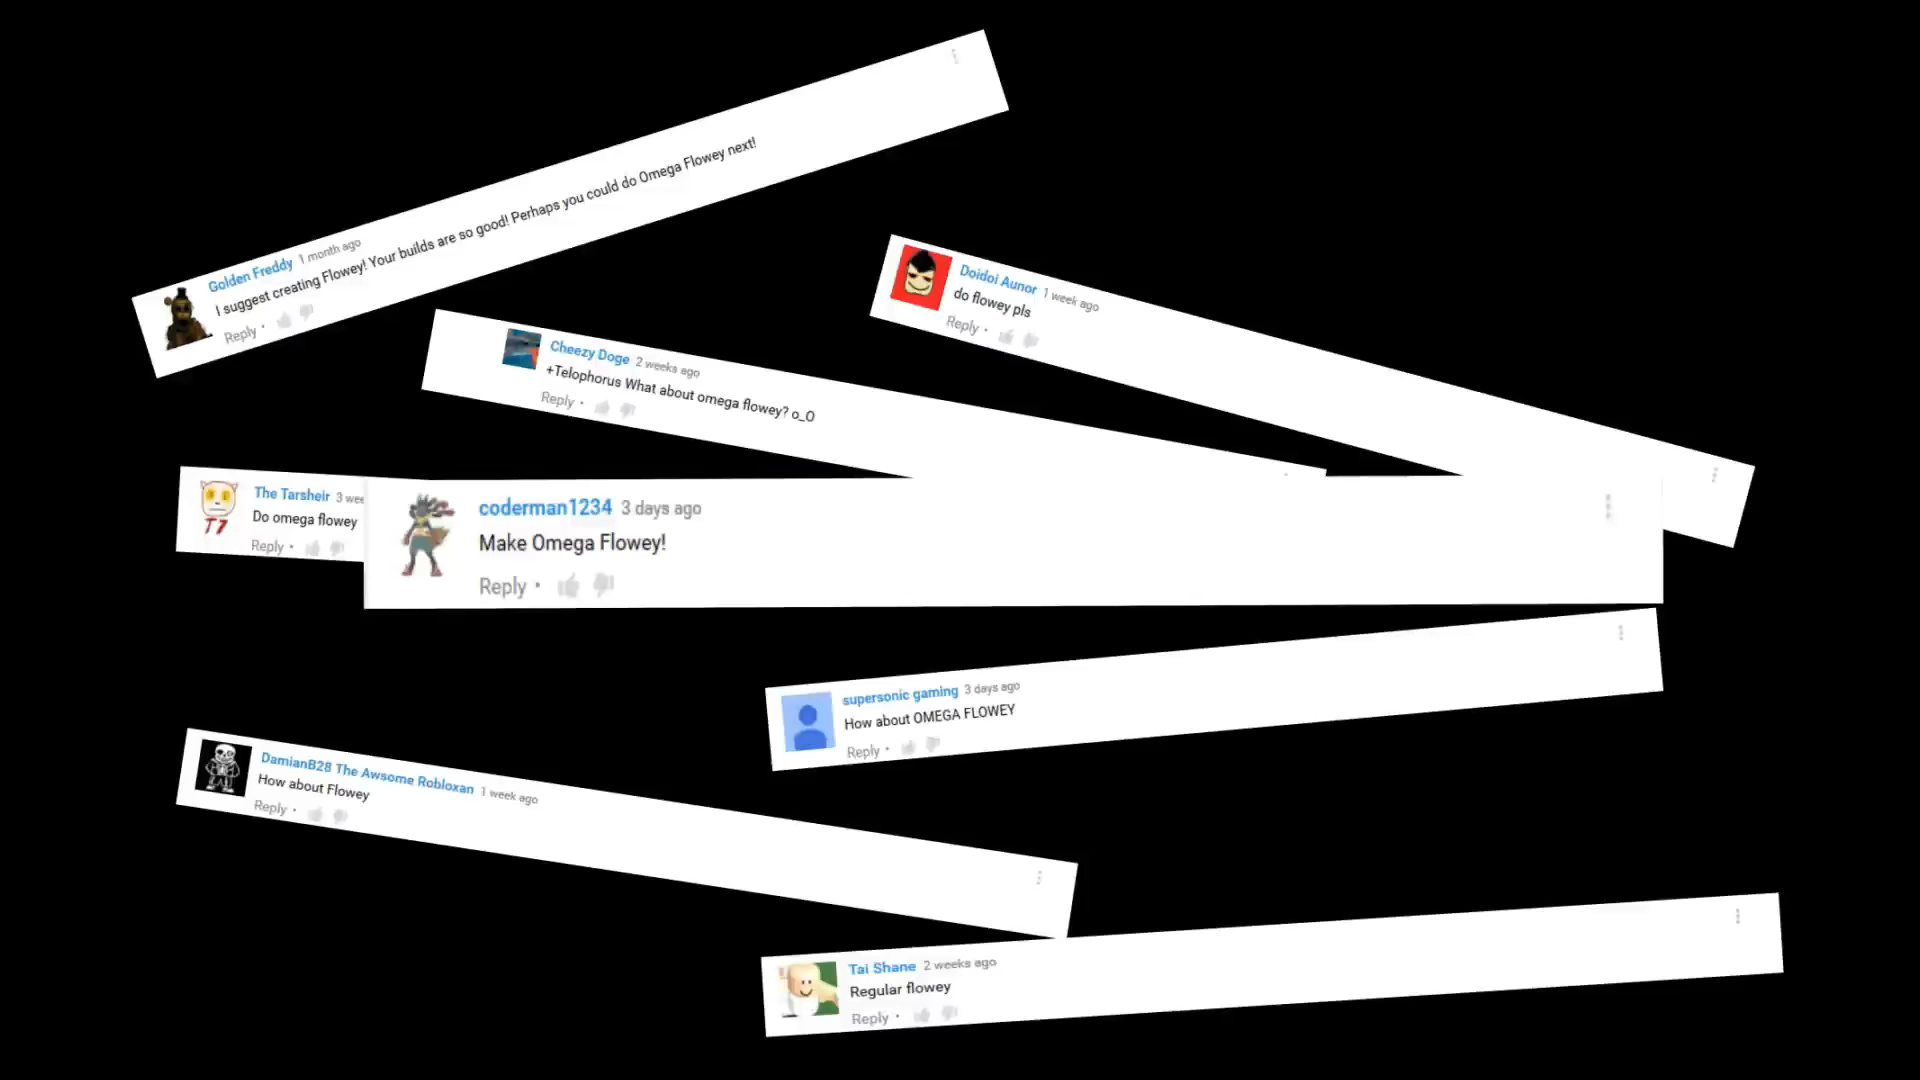 Golden Freddy 1 month ago
I suggest creating Flowey! Your builds are so good! Perhaps you could do Omega Flowey next!
Reply •
Doidoi Aunor 1 week ago
do flowey pls
Reply •
Cheezy Doge 2 weeks ago
+Telophorus What about omega flowey? o_O
Reply •
The Tarsheir 3 wee
Do omega flowey
Reply •
T7
coderman1234 3 days ago
Make Omega Flowey!
Reply •
supersonic gaming 3 days ago
How about OMEGA FLOWEY
Reply •
DamianB28 The Awsome Robloxan 1 week ago
How about Flowey
Reply •
Tai Shane 2 weeks ago
Regular flowey
Reply •